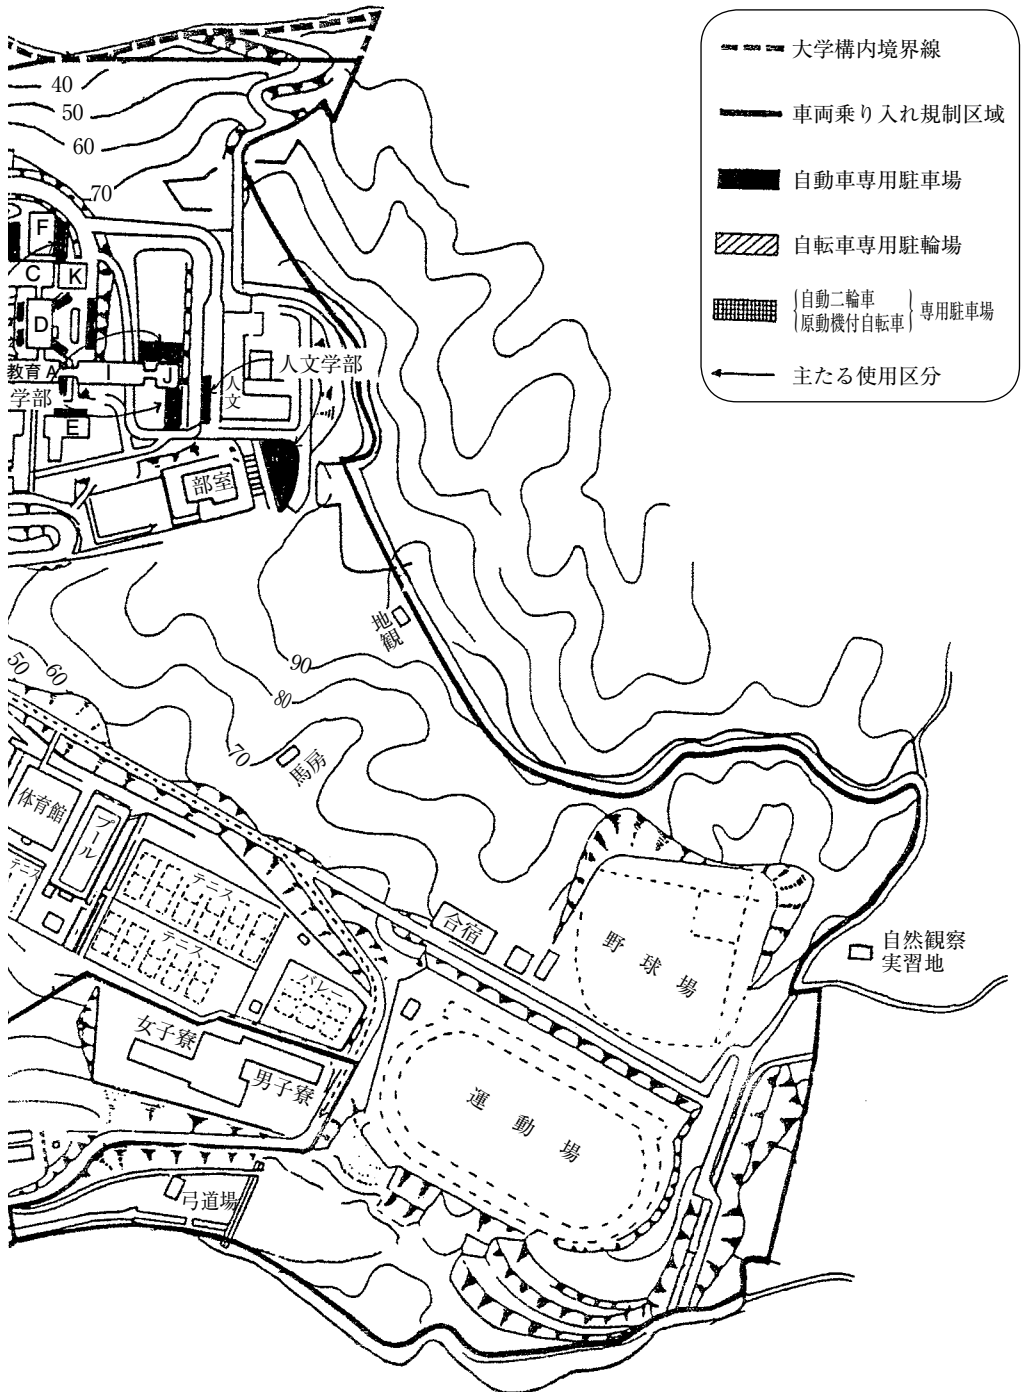 大学構内境界線
車両乗り入れ規制区域
自動車専用駐車場
自転車専用駐輪場
自動二輪車
原動機付自転車
専用駐車場
主たる使用区分
40
50
60
70
F
C
K
D
教育
A
I
J
学部
E
人文学部
人文
部室
地観
90
80
70
60
50
馬房
体育館
プール
テニス
テニス
テニス
バレー
合宿
野球場
自然観察
実習地
女子寮
男子寮
運動場
弓道場